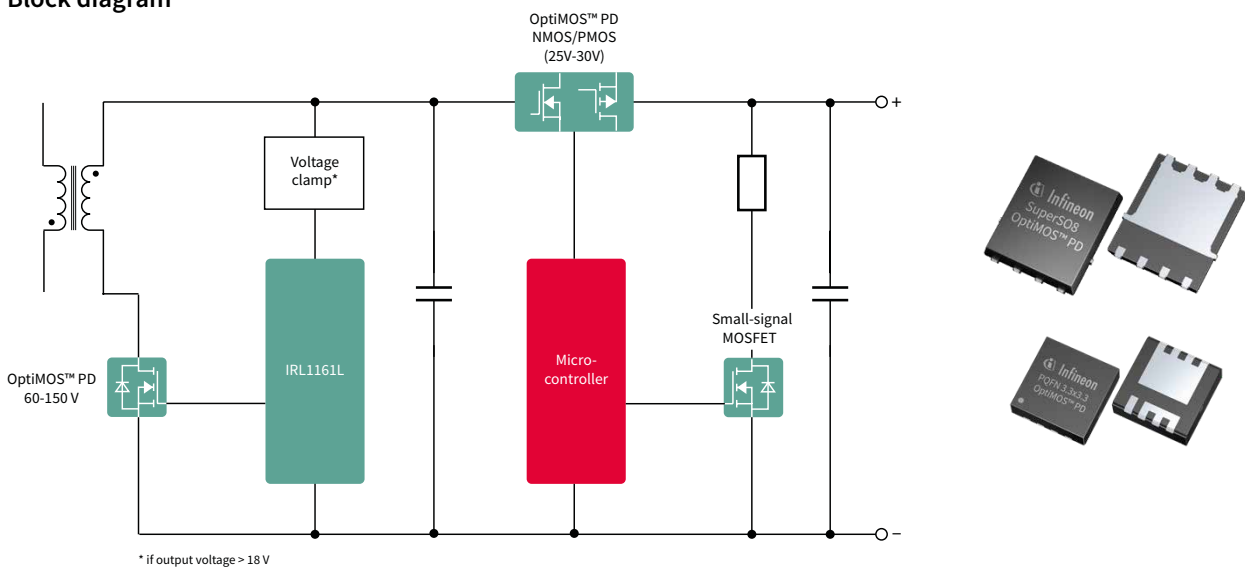 Block diagram
OptiMOS™ PD
NMOS/PMOS
(25V-30V)
+
Voltage
clamp*
Infineon
SuperSO8
OptiMOS™ PD
Small-signal
MOSFET
OptiMOS™ PD
60-150 V
IRL1161L
Micro-
controller
Infineon
PQFN 3.3x3.3
OptiMOS™ PD
−
* if output voltage > 18 V